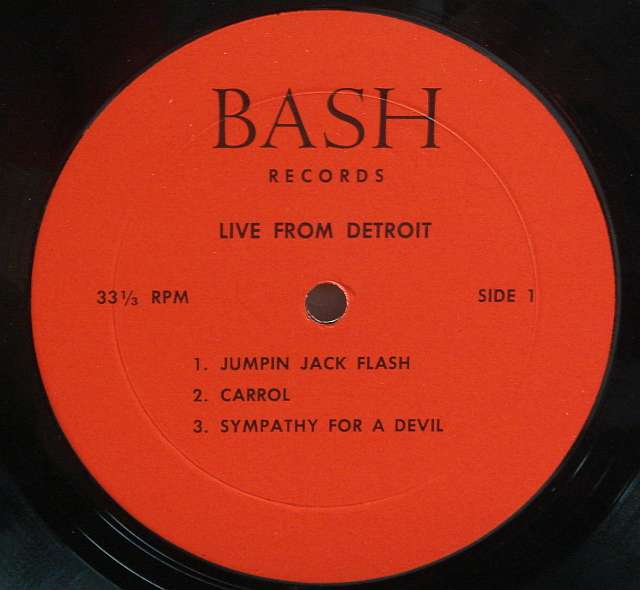 BASH
RECORDS
LIVE FROM DETROIT
33⅓ RPM
SIDE 1
1. JUMPIN JACK FLASH
2. CARROL
3. SYMPATHY FOR A DEVIL